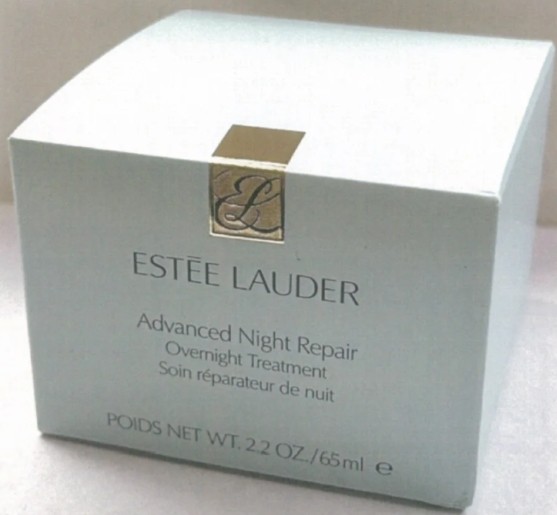 EL
ESTĒE LAUDER
Advanced Night Repair
Overnight Treatment
Soin réparateur de nuit
POIDS NET WT. 2.2 OZ./65ml ℮